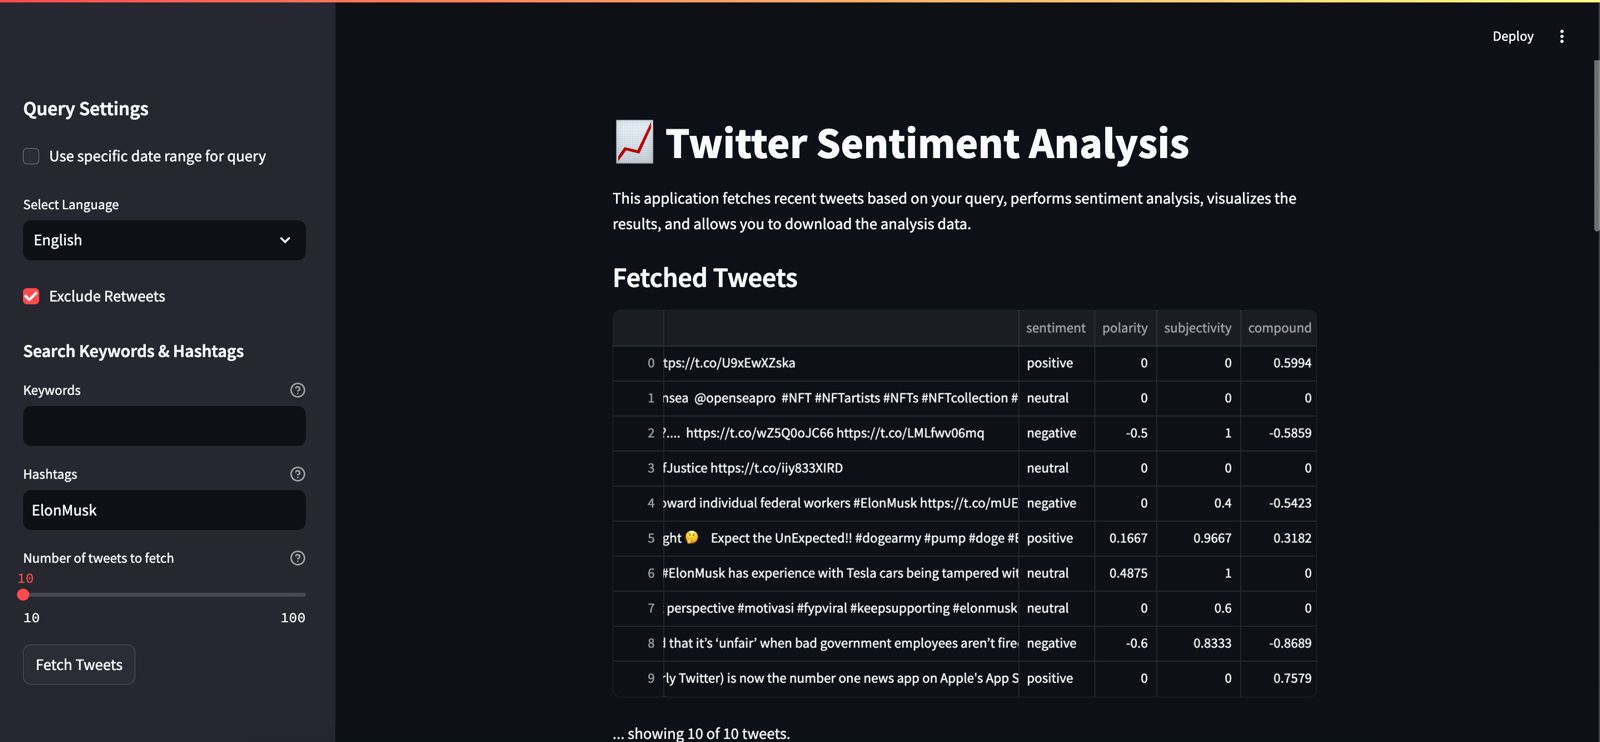 Deploy
Query Settings
Use specific date range for query
Select Language
English
Exclude Retweets
Search Keywords & Hashtags
Keywords
Hashtags
ElonMusk
Number of tweets to fetch
10
10 100
Fetch Tweets
📈 Twitter Sentiment Analysis
This application fetches recent tweets based on your query, performs sentiment analysis, visualizes the
results, and allows you to download the analysis data.
Fetched Tweets
sentiment polarity subjectivity compound
0 tps://t.co/U9xEwXZska positive 0 0 0.5994
1 nsea @openseapro #NFT #NFTartists #NFTs #NFTcollection # neutral 0 0 0
2 ?.... https://t.co/wZ5Q0oJC66 https://t.co/LMLfwv06mq negative -0.5 1 -0.5859
3 fJustice https://t.co/iiy833XIRD neutral 0 0 0
4 oward individual federal workers #ElonMusk https://t.co/mUE negative 0 0.4 -0.5423
5 ght 🤔 Expect the UnExpected!! #dogearmy #pump #doge #E positive 0.1667 0.9667 0.3182
6 #ElonMusk has experience with Tesla cars being tampered wit neutral 0.4875 1 0
7 perspective #motivasi #fypviral #keepsupporting #elonmusk neutral 0 0.6 0
8 d that it’s ‘unfair’ when bad government employees aren’t fire negative -0.6 0.8333 -0.8689
9 rly Twitter) is now the number one news app on Apple's App S positive 0 0 0.7579
... showing 10 of 10 tweets.